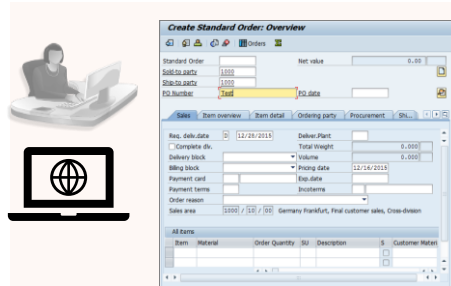 Create Standard Order: Overview
Orders
Standard Order Net value 0.00
Sold-to party 1000
Ship-to party 1000
PO Number Test PO date
Sales Item overview Item detail Ordering party Procurement Shi...
Req. deliv.date D 12/28/2015 Deliver.Plant
Complete dlv. Total Weight 0.000
Delivery block Volume 0.000
Billing block Pricing date 12/16/2015
Payment card Exp.date
Payment terms Incoterms
Order reason
Sales area 1000 / 10 / 00 Germany Frankfurt, Final customer sales, Cross-division
All items
Item Material Order Quantity SU Description S Customer Materi